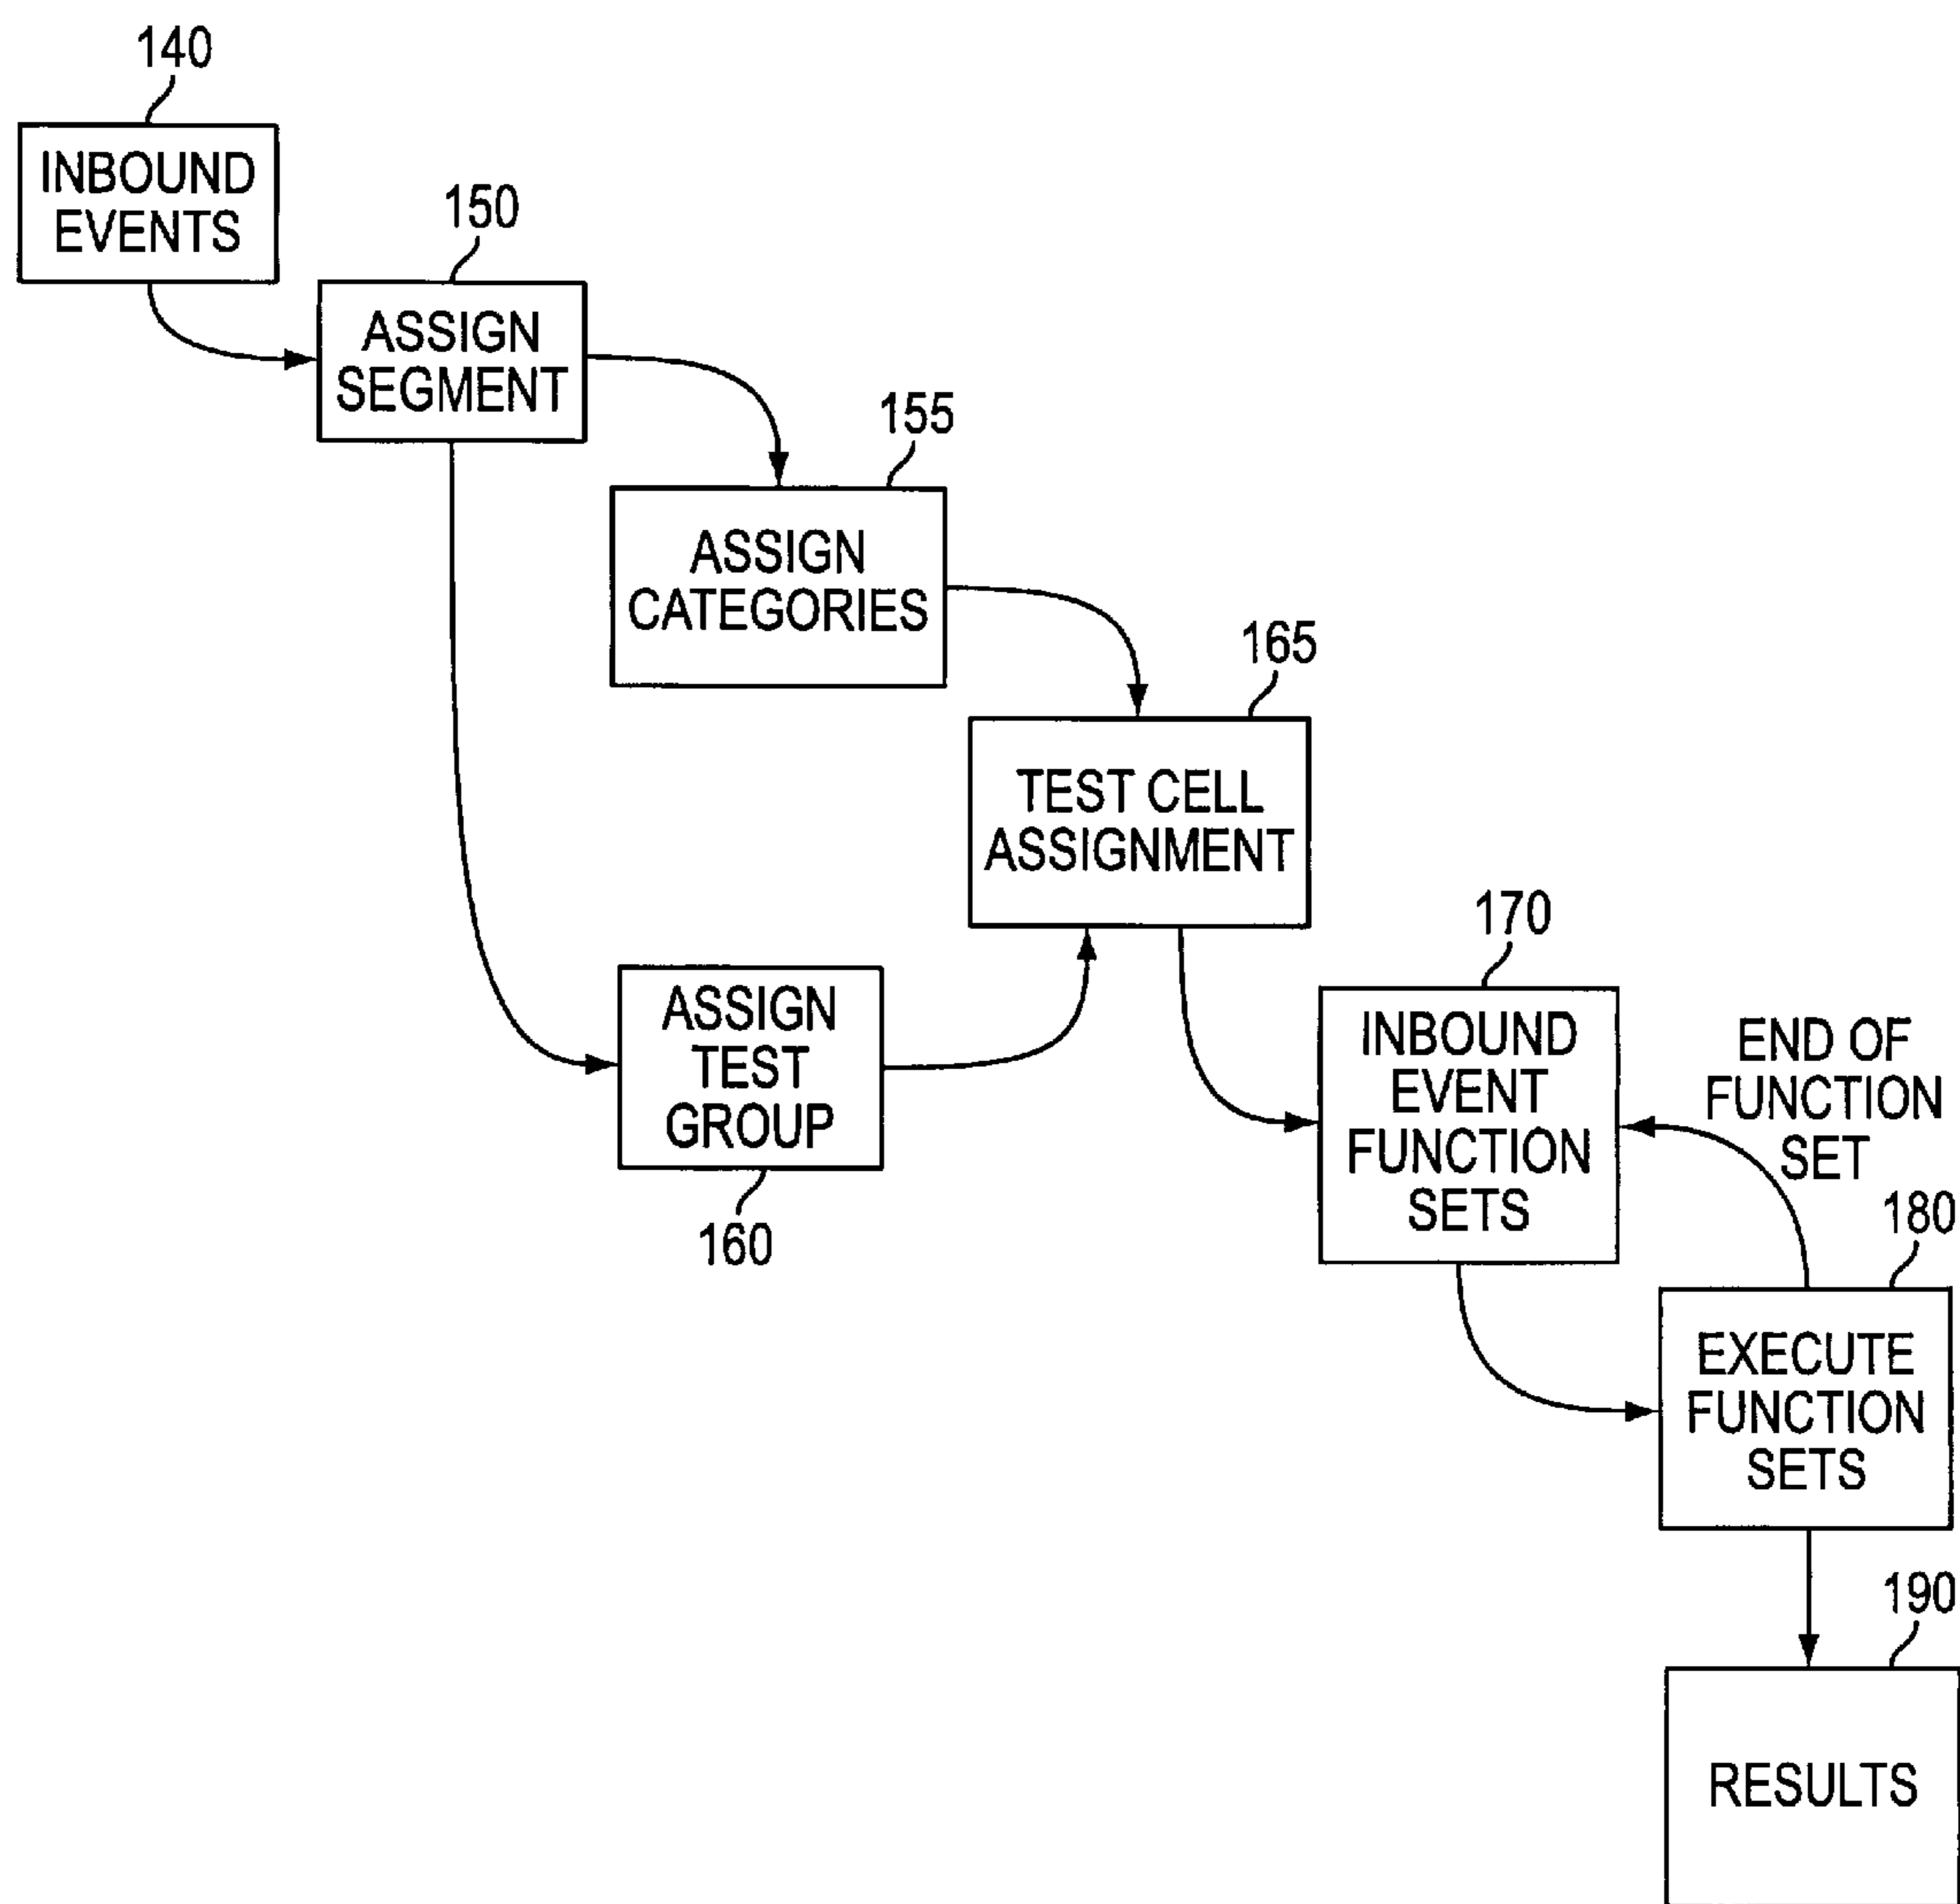 140
INBOUND
EVENTS
150
ASSIGN
SEGMENT
155
ASSIGN
CATEGORIES
165
TEST CELL
ASSIGNMENT
ASSIGN
TEST
GROUP
160
170
INBOUND
EVENT
FUNCTION
SETS
END OF
FUNCTION
SET
180
EXECUTE
FUNCTION
SETS
190
RESULTS